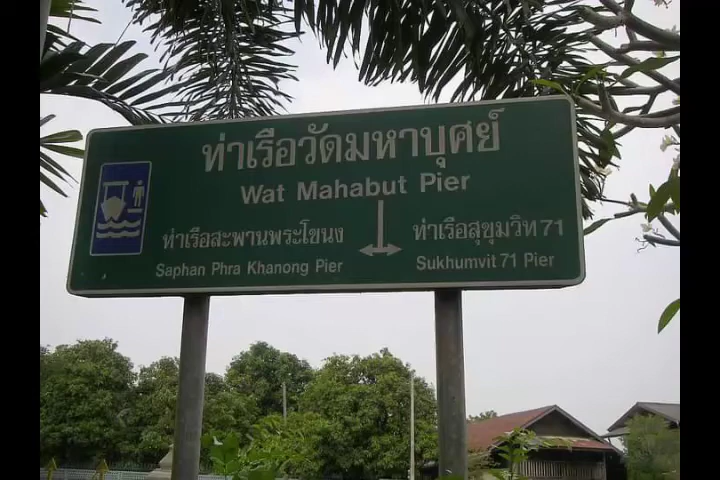 ท่าเรือวัดมหาบุศย์
Wat Mahabut Pier
ท่าเรือสะพานพระโขนง
Saphan Phra Khanong Pier
ท่าเรือสุขุมวิท 71
Sukhumvit 71 Pier